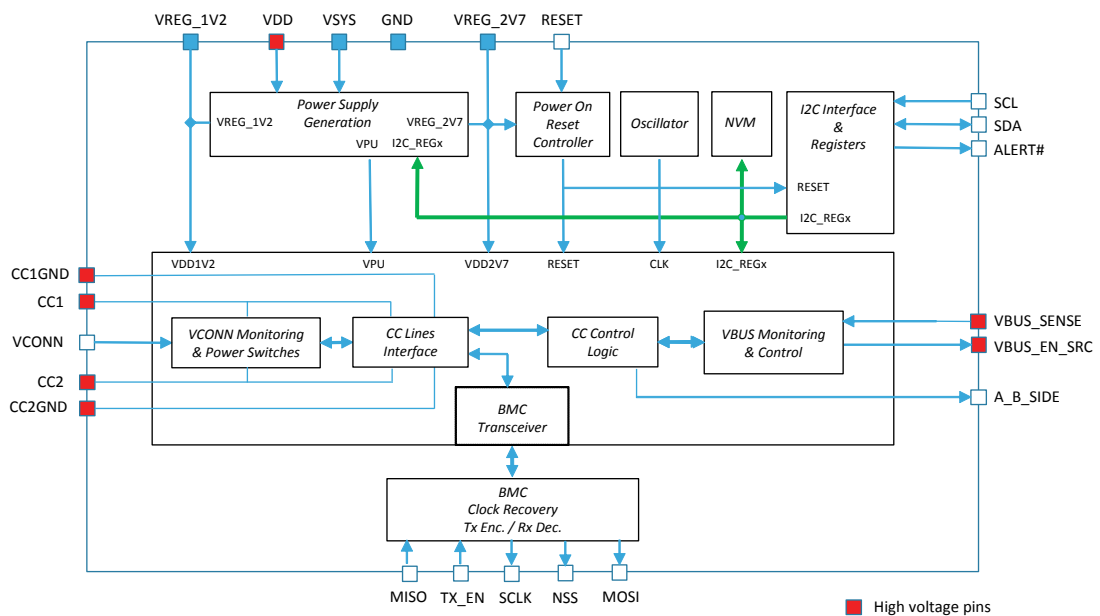 VREG_1V2
VDD
VSYS
GND
VREG_2V7
RESET
Power Supply
Generation
VREG_1V2
VREG_2V7
VPU
I2C_REGx
Power On
Reset
Controller
Oscillator
NVM
I2C Interface
&
Registers
RESET
I2C_REGx
SCL
SDA
ALERT#
VDD1V2
VPU
VDD2V7
RESET
CLK
I2C_REGx
CC1GND
CC1
VCONN
CC2
CC2GND
VCONN Monitoring
& Power Switches
CC Lines
Interface
CC Control
Logic
VBUS Monitoring
& Control
VBUS_SENSE
VBUS_EN_SRC
A_B_SIDE
BMC
Transceiver
BMC
Clock Recovery
Tx Enc. / Rx Dec.
MISO
TX_EN
SCLK
NSS
MOSI
High voltage pins